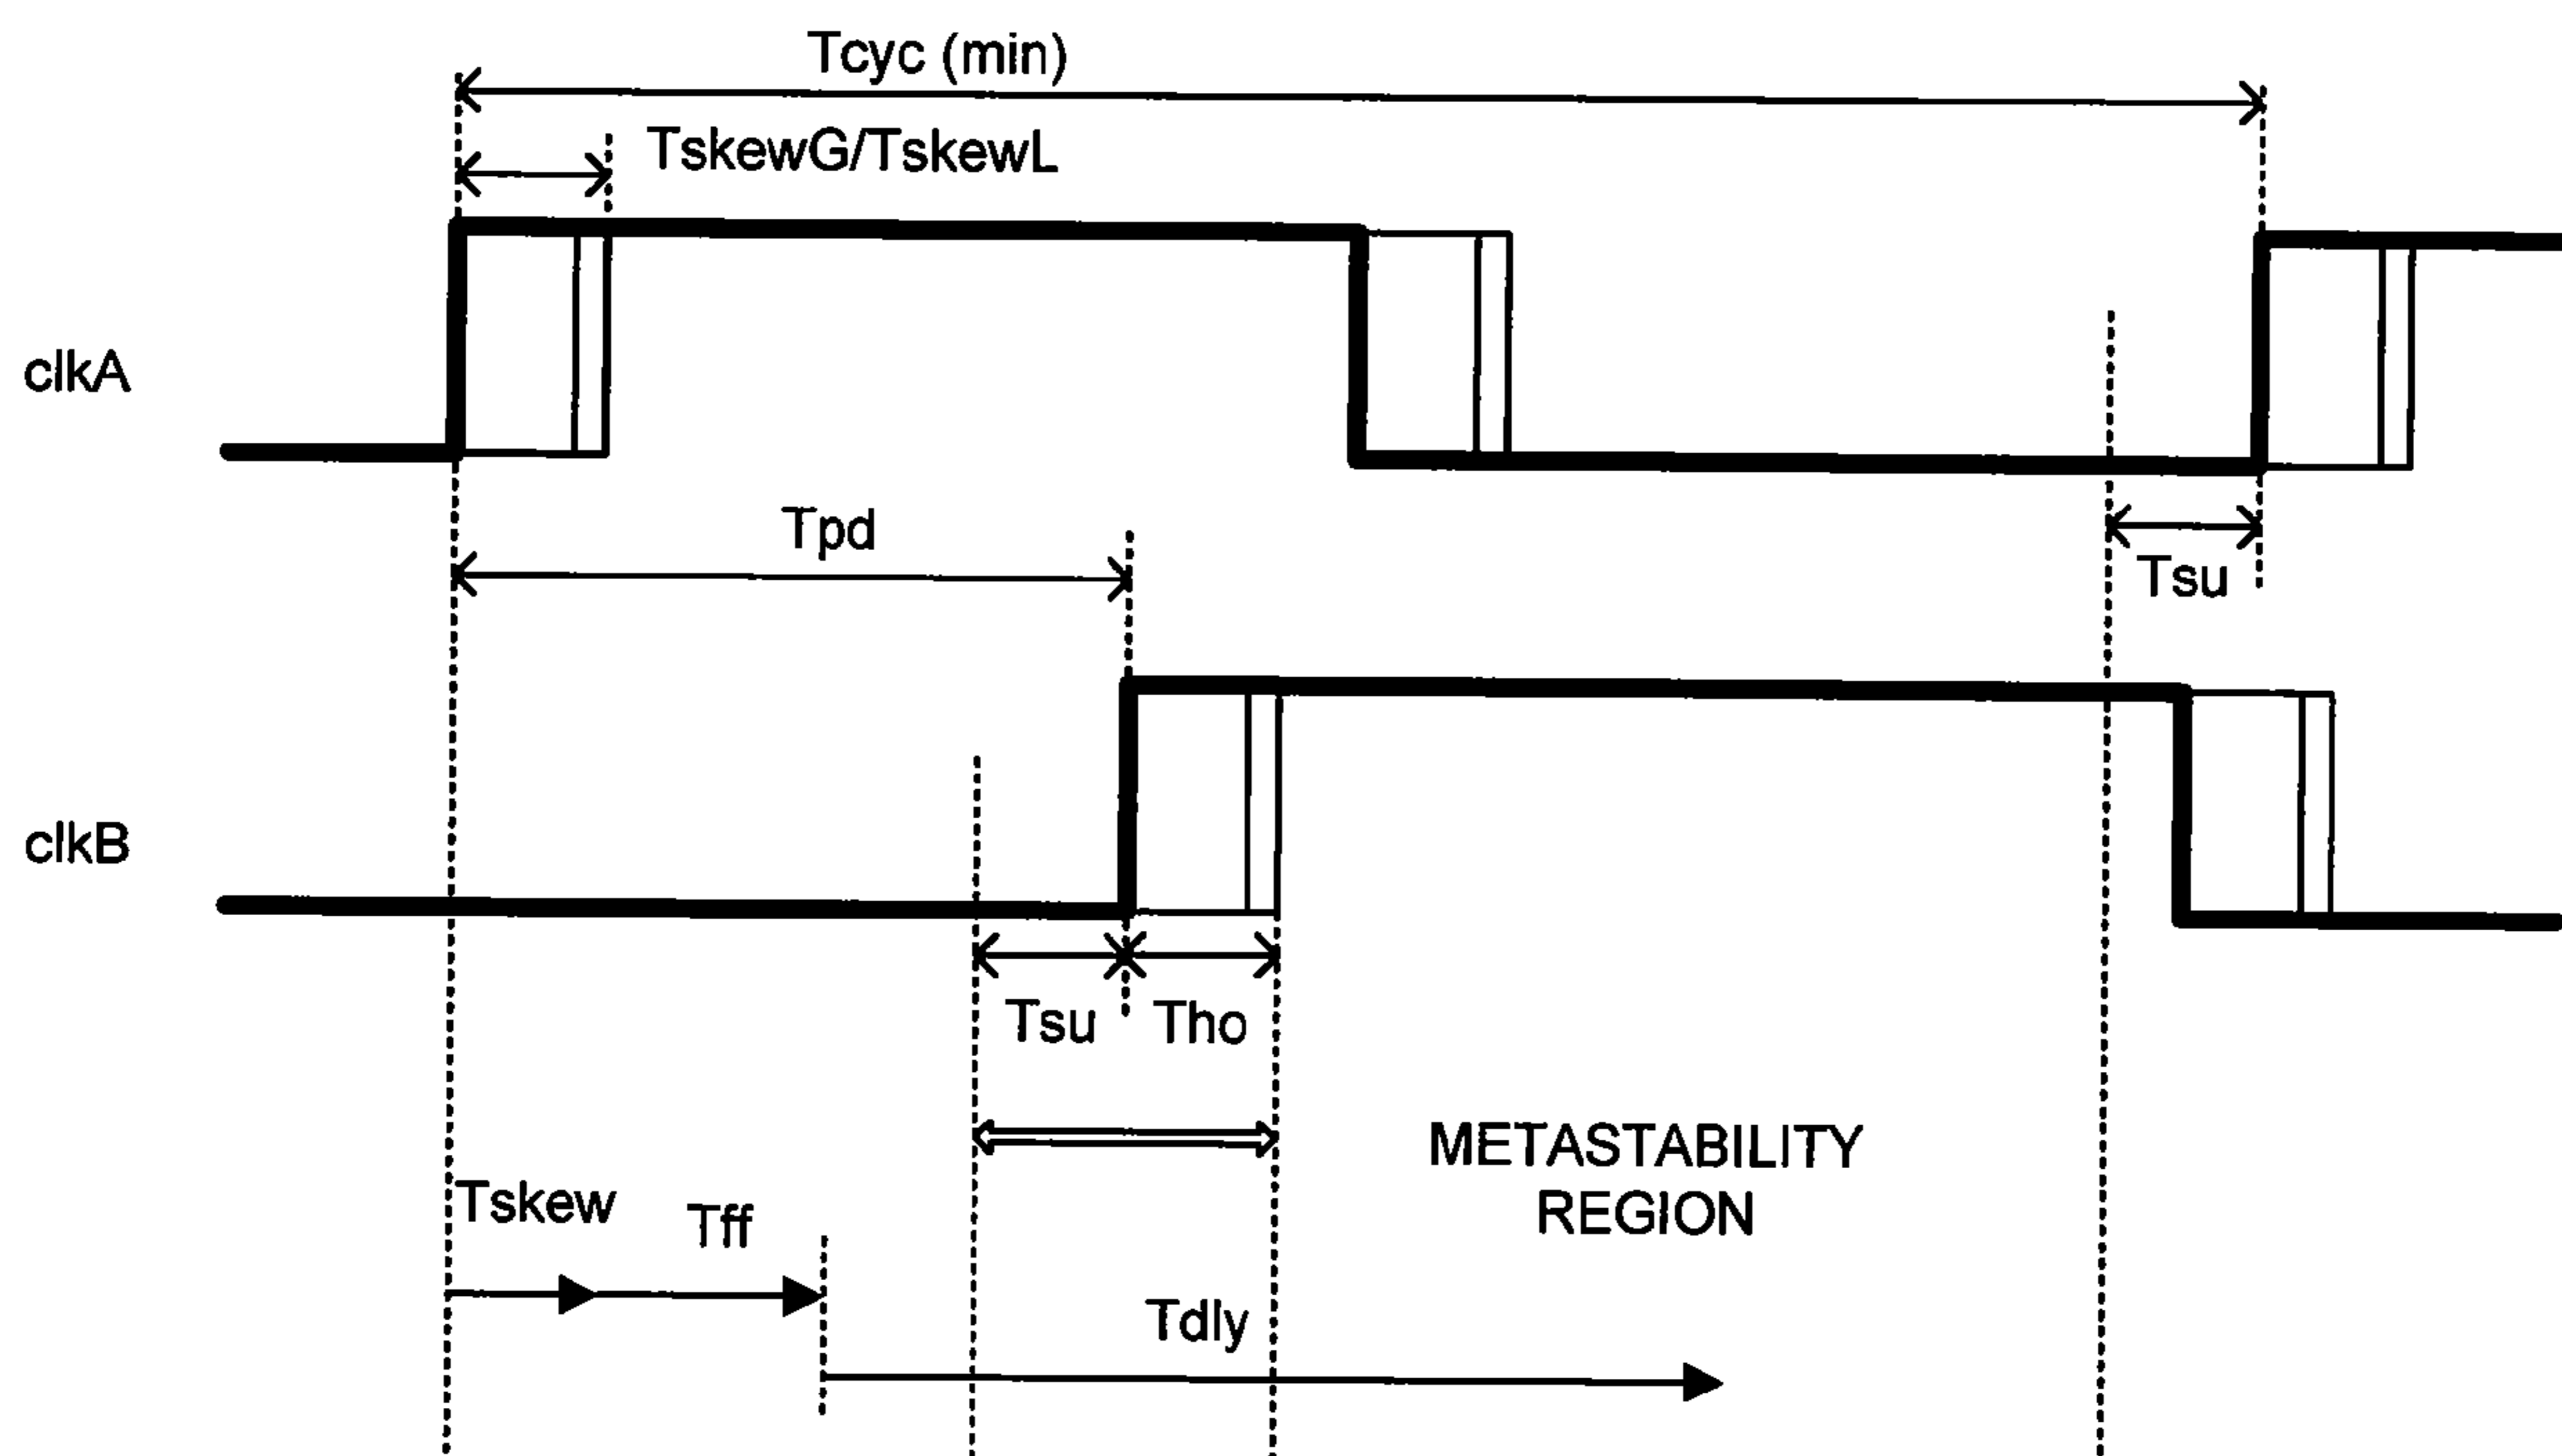 Tcyc (min)
TskewG/TskewL
clkA
Tpd
Tsu
clkB
Tsu
Tho
METASTABILITY
REGION
Tskew
Tff
Tdly